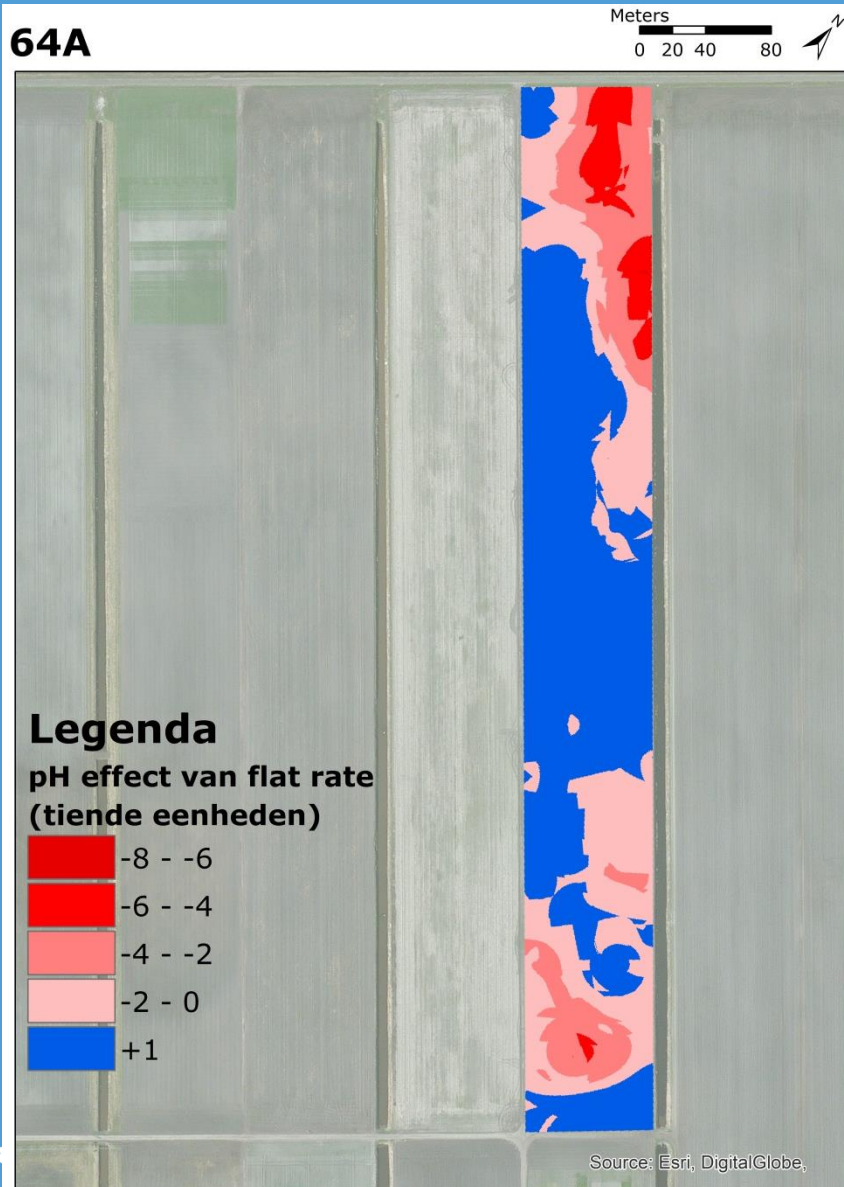 64A
Meters
0 20 40 80
N
Legenda
pH effect van flat rate
(tiende eenheden)
-8 - -6
-6 - -4
-4 - -2
-2 - 0
+1
Source: Esri, DigitalGlobe,